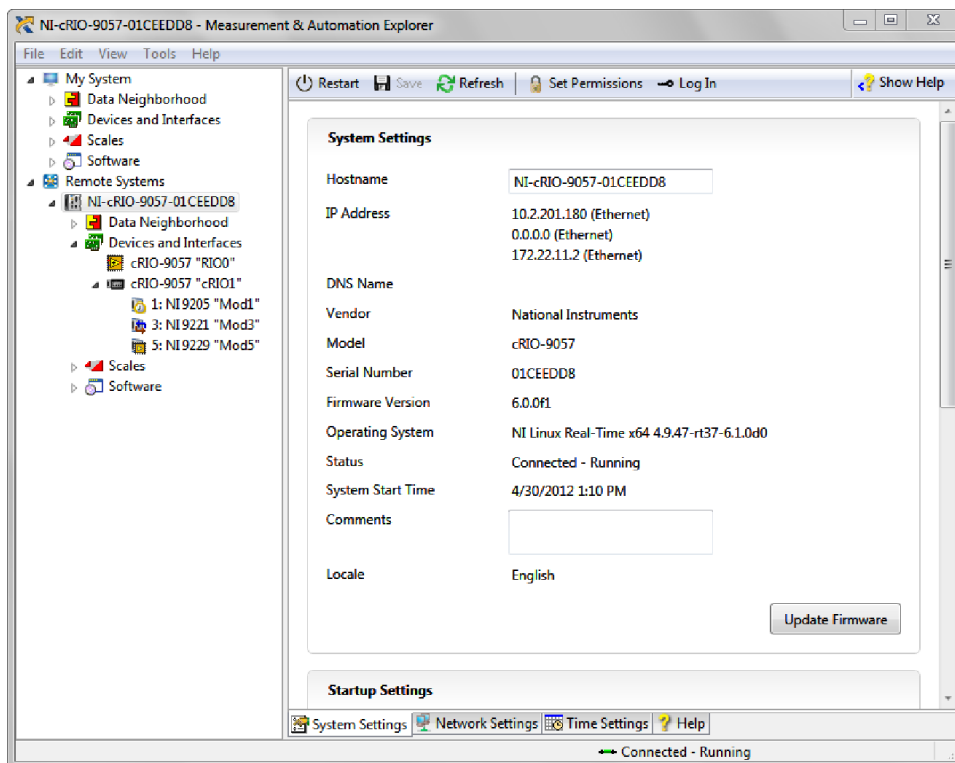 NI-cRIO-9057-01CEEDD8 - Measurement & Automation Explorer
File Edit View Tools Help
My System
Data Neighborhood
Devices and Interfaces
Scales
Software
Remote Systems
NI-cRIO-9057-01CEEDD8
Data Neighborhood
Devices and Interfaces
cRIO-9057 "RIO0"
cRIO-9057 "cRIO1"
1: NI 9205 "Mod1"
3: NI 9221 "Mod3"
5: NI 9229 "Mod5"
Scales
Software
Restart Save Refresh Set Permissions Log In Show Help
System Settings
Hostname NI-cRIO-9057-01CEEDD8
IP Address 10.2.201.180 (Ethernet)
0.0.0.0 (Ethernet)
172.22.11.2 (Ethernet)
DNS Name
Vendor National Instruments
Model cRIO-9057
Serial Number 01CEEDD8
Firmware Version 6.0.0f1
Operating System NI Linux Real-Time x64 4.9.47-rt37-6.1.0d0
Status Connected - Running
System Start Time 4/30/2012 1:10 PM
Comments
Locale English
Update Firmware
Startup Settings
System Settings Network Settings Time Settings Help
Connected - Running